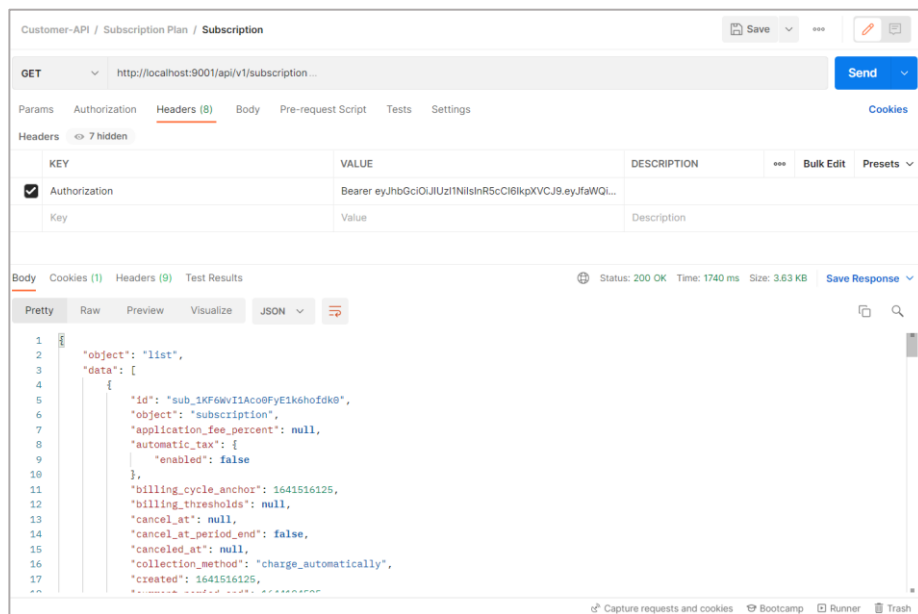 Customer-API / Subscription Plan / Subscription
Save
GET http://localhost:9001/api/v1/subscription ... Send
Params Authorization Headers (8) Body Pre-request Script Tests Settings Cookies
Headers 7 hidden
KEY VALUE DESCRIPTION Bulk Edit Presets
Authorization Bearer
Key Value Description
Body Cookies (1) Headers (9) Test Results Status: 200 OK Time: 1740 ms Size: 3.63 KB Save Response
Pretty Raw Preview Visualize JSON
1 {
2 "object": "list",
3 "data": [
4 {
5 "id": "sub_1KF6WvI1Aco0FyE1k6hofdk0",
6 "object": "subscription",
7 "application_fee_percent": null,
8 "automatic_tax": {
9 "enabled": false
10 },
11 "billing_cycle_anchor": 1641516125,
12 "billing_thresholds": null,
13 "cancel_at": null,
14 "cancel_at_period_end": false,
15 "canceled_at": null,
16 "collection_method": "charge_automatically",
17 "created": 1641516125,
Capture requests and cookies Bootcamp Runner Trash